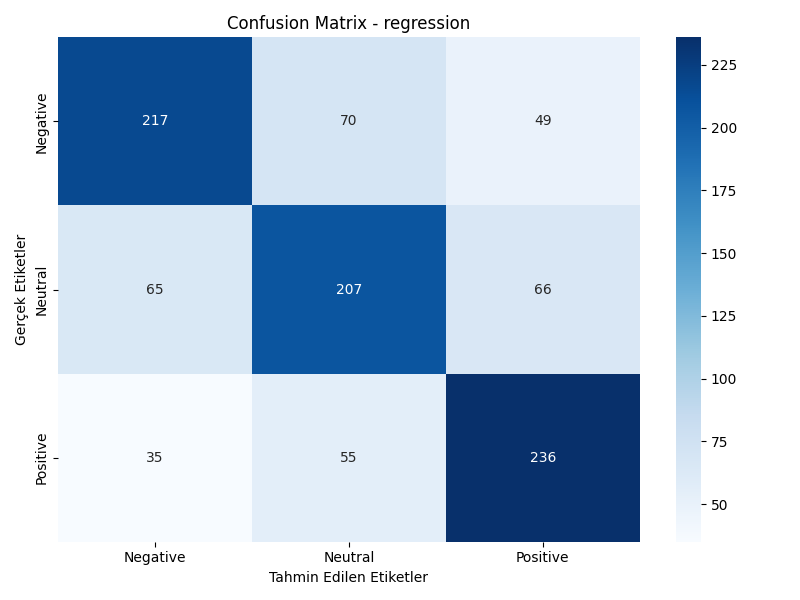 Confusion Matrix - regression
Gerçek Etiketler
Negative
217
70
49
Neutral
65
207
66
Positive
35
55
236
Negative
Neutral
Positive
Tahmin Edilen Etiketler
225
200
175
150
125
100
75
50